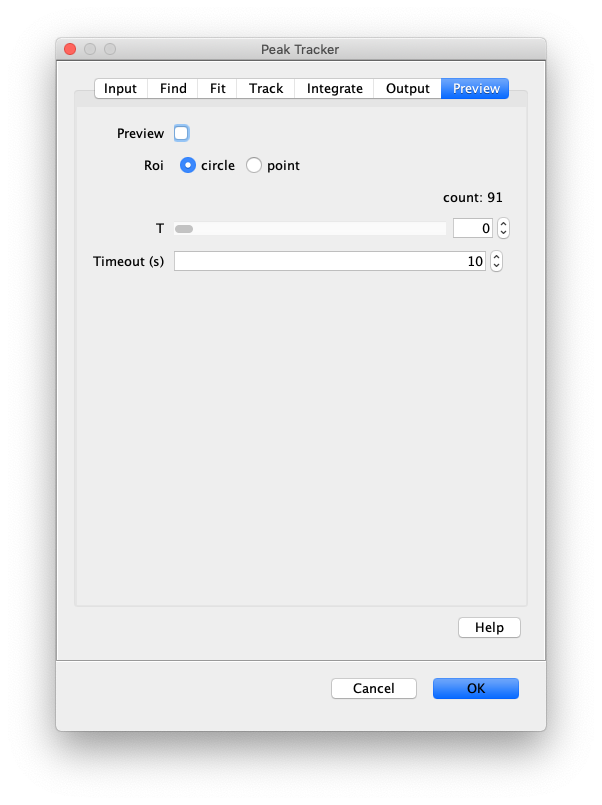 Peak Tracker
Input Find Fit Track Integrate Output Preview
Preview
Roi circle point
count: 91
T 0
Timeout (s) 10
Help
Cancel OK